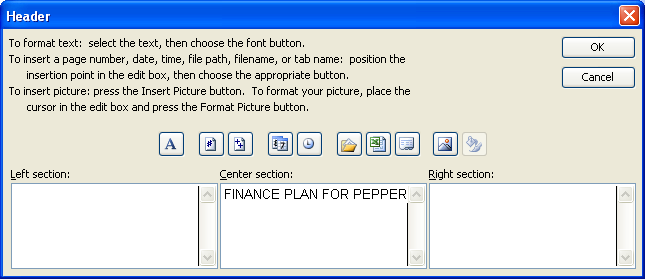 Header
To format text:  select the text, then choose the font button.
To insert a page number, date, time, file path, filename, or tab name:  position the
insertion point in the edit box, then choose the appropriate button.
To insert picture: press the Insert Picture button.  To format your picture, place the
cursor in the edit box and press the Format Picture button.
OK
Cancel
A
Left section:
Center section:
Right section:
FINANCE PLAN FOR PEPPER